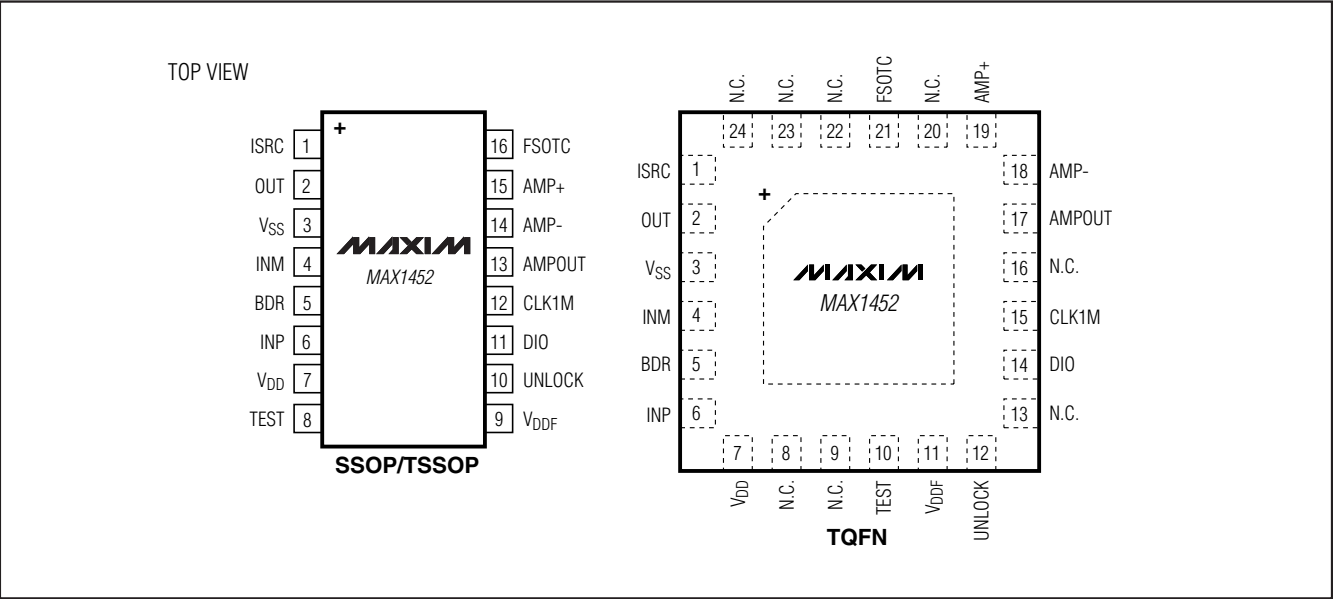 TOP VIEW
+
ISRC 1
OUT 2
VSS 3
INM 4
BDR 5
INP 6
VDD 7
TEST 8
16 FSOTC
15 AMP+
14 AMP-
13 AMPOUT
12 CLK1M
11 DIO
10 UNLOCK
9 VDDF
MAXIM
MAX1452
SSOP/TSSOP
N.C. N.C. N.C. FSOTC N.C. AMP+
24 23 22 21 20 19
ISRC 1
OUT 2
VSS 3
INM 4
BDR 5
INP 6
18 AMP-
17 AMPOUT
16 N.C.
15 CLK1M
14 DIO
13 N.C.
+
MAXIM
MAX1452
7 8 9 10 11 12
VDD N.C. N.C. TEST VDDF UNLOCK
TQFN